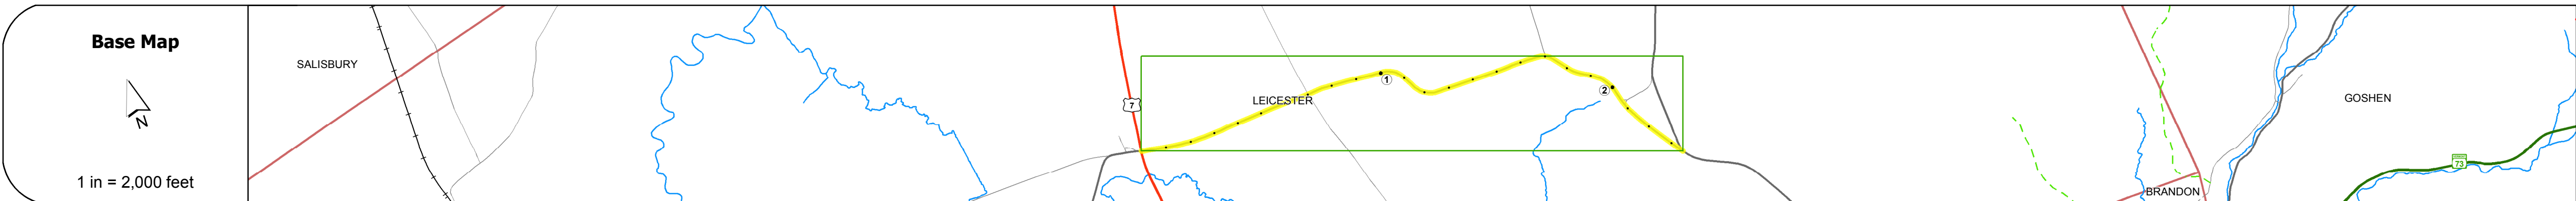 Base Map
N
1 in = 2,000 feet
SALISBURY
7
LEICESTER
1
2
GOSHEN
73
BRANDON